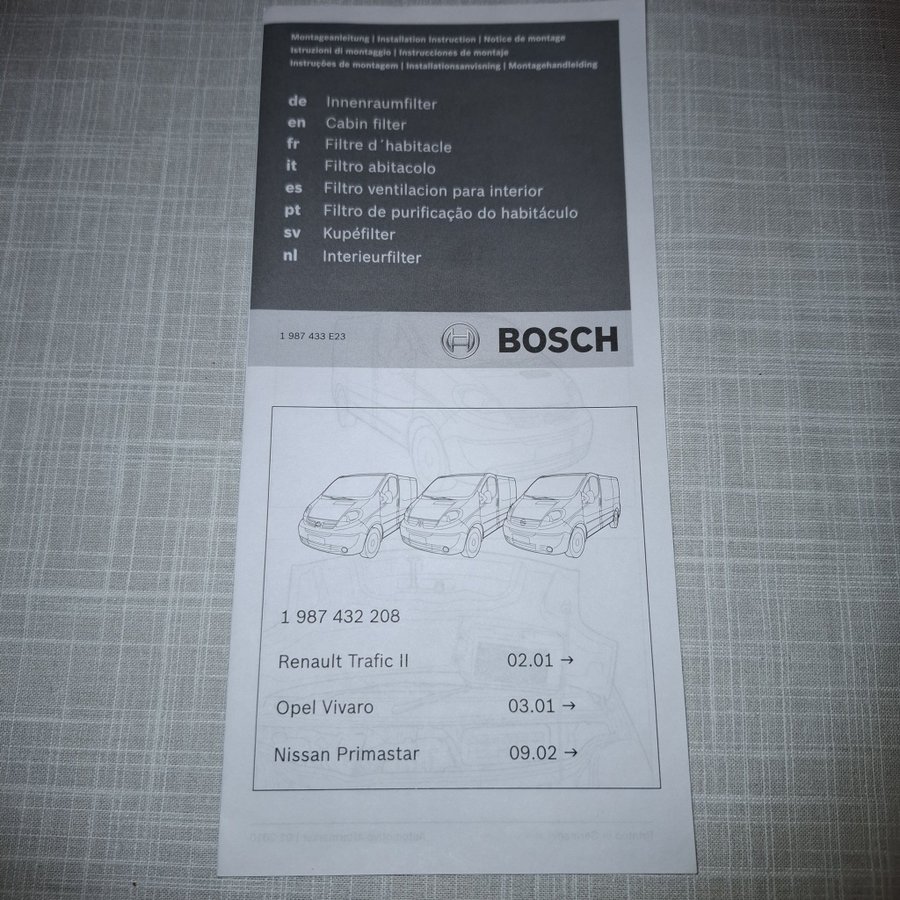 Montageanleitung | Installation Instruction | Notice de montage
Istruzioni di montaggio | Instrucciones de montaje
Instruções de montagem | Installationsanvisning | Montagehandleiding
de Innenraumfilter
en Cabin filter
fr Filtre d´habitacle
it Filtro abitacolo
es Filtro ventilacion para interior
pt Filtro de purificação do habitáculo
sv Kupéfilter
nl Interieurfilter
1 987 433 E23 BOSCH
1 987 432 208
Renault Trafic II 02.01 →
Opel Vivaro 03.01 →
Nissan Primastar 09.02 →